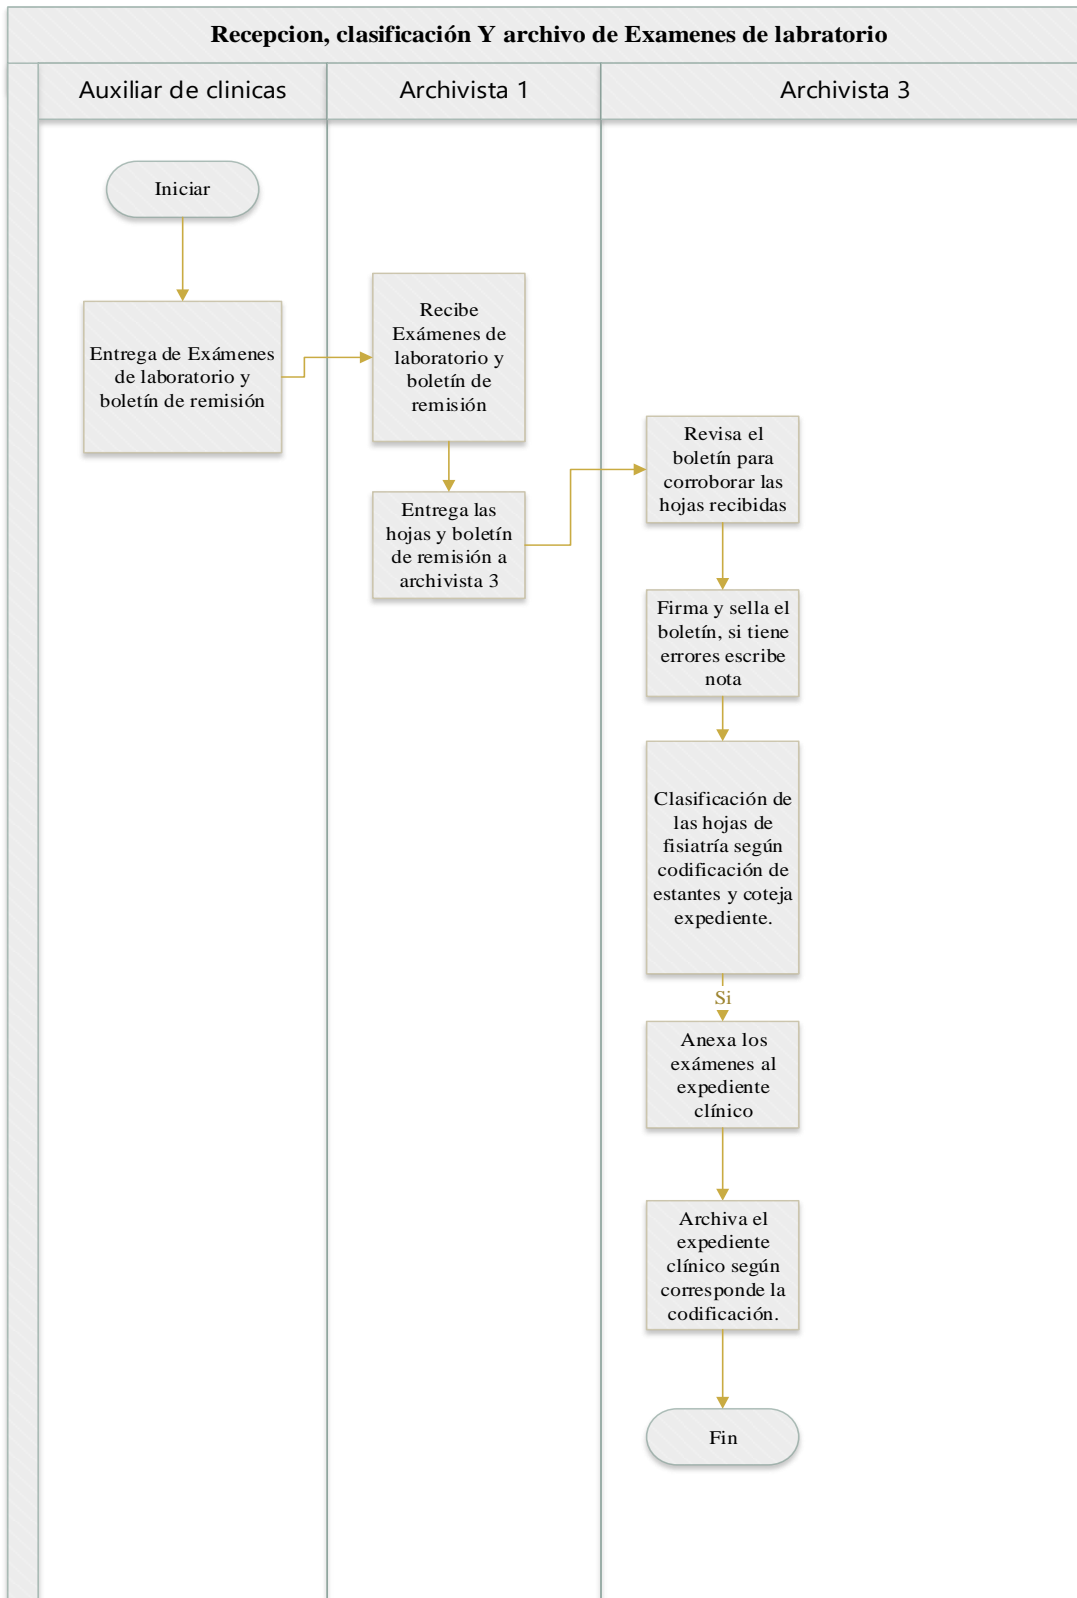 Recepcion, clasificación Y archivo de Examenes de labratorio
Auxiliar de clinicas
Archivista 1
Archivista 3
Iniciar
Entrega de Exámenes
de laboratorio y
boletín de remisión
Recibe
Exámenes de
laboratorio y
boletín de
remisión
Entrega las
hojas y boletín
de remisión a
archivista 3
Revisa el
boletín para
corroborar las
hojas recibidas
Firma y sella el
boletín, si tiene
errores escribe
nota
Clasificación de
las hojas de
fisiatría según
codificación de
estantes y coteja
expediente.
Si
Anexa los
exámenes al
expediente
clínico
Archiva el
expediente
clínico según
corresponde la
codificación.
Fin